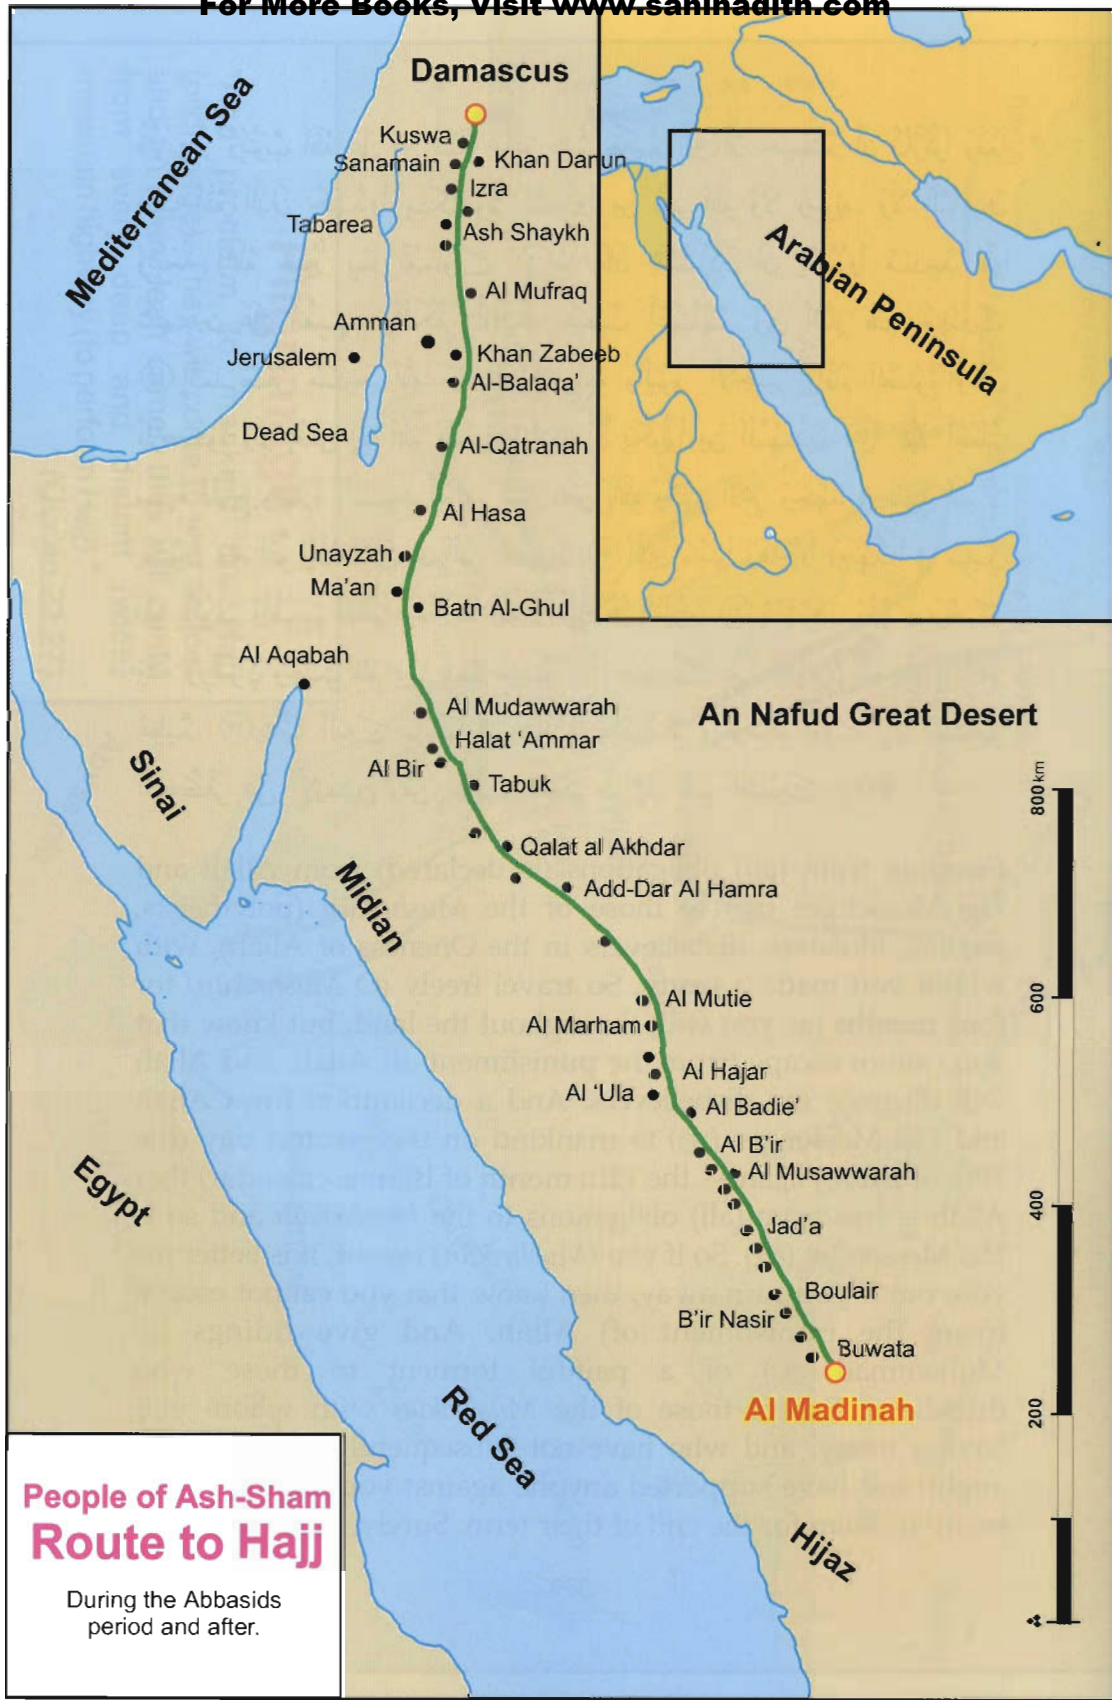 For More Books, Visit www.sahihadith.com
Damascus
Mediterranean Sea
Kuswa
Sanamain
Khan Danun
Izra
Tabarea
Ash Shaykh
Al Mufraq
Amman
Jerusalem
Khan Zabeeb
Al-Balaqa’
Dead Sea
Al-Qatranah
Al Hasa
Unayzah
Ma’an
Batn Al-Ghul
Arabian Peninsula
Al Aqabah
Al Mudawwarah
An Nafud Great Desert
Halat ‘Ammar
Al Bir
Tabuk
Sinai
Qalat al Akhdar
Midian
Add-Dar Al Hamra
Al Mutie
Al Marham
Al Hajar
Al ‘Ula
Al Badie’
Al B’ir
Al Musawwarah
Egypt
Jad’a
Boulair
B’ir Nasir
Buwata
Al Madinah
Red Sea
Hijaz
800 km
600
400
200
People of Ash-Sham
Route to Hajj
During the Abbasids
period and after.